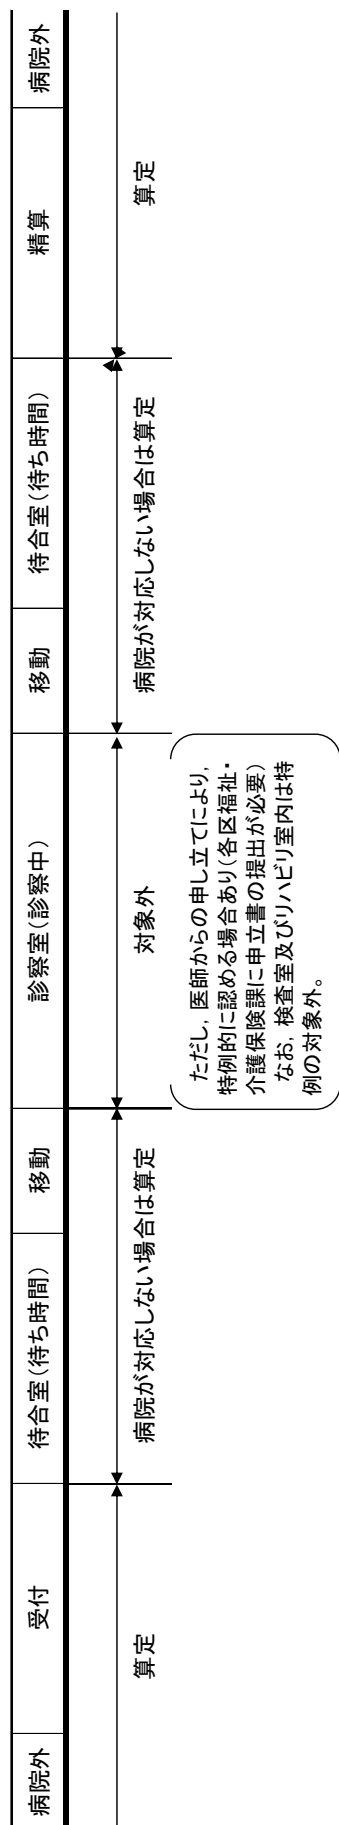 病院外
受付
待合室(待ち時間)
移動
診察室(診察中)
移動
待合室(待ち時間)
精算
病院外
算定
病院が対応しない場合は算定
対象外
病院が対応しない場合は算定
算定
ただし，医師からの申し立てにより，
特例的に認める場合あり(各区福祉・
介護保険課に申立書の提出が必要)
なお，検査室及びリハビリ室内は特
例の対象外。